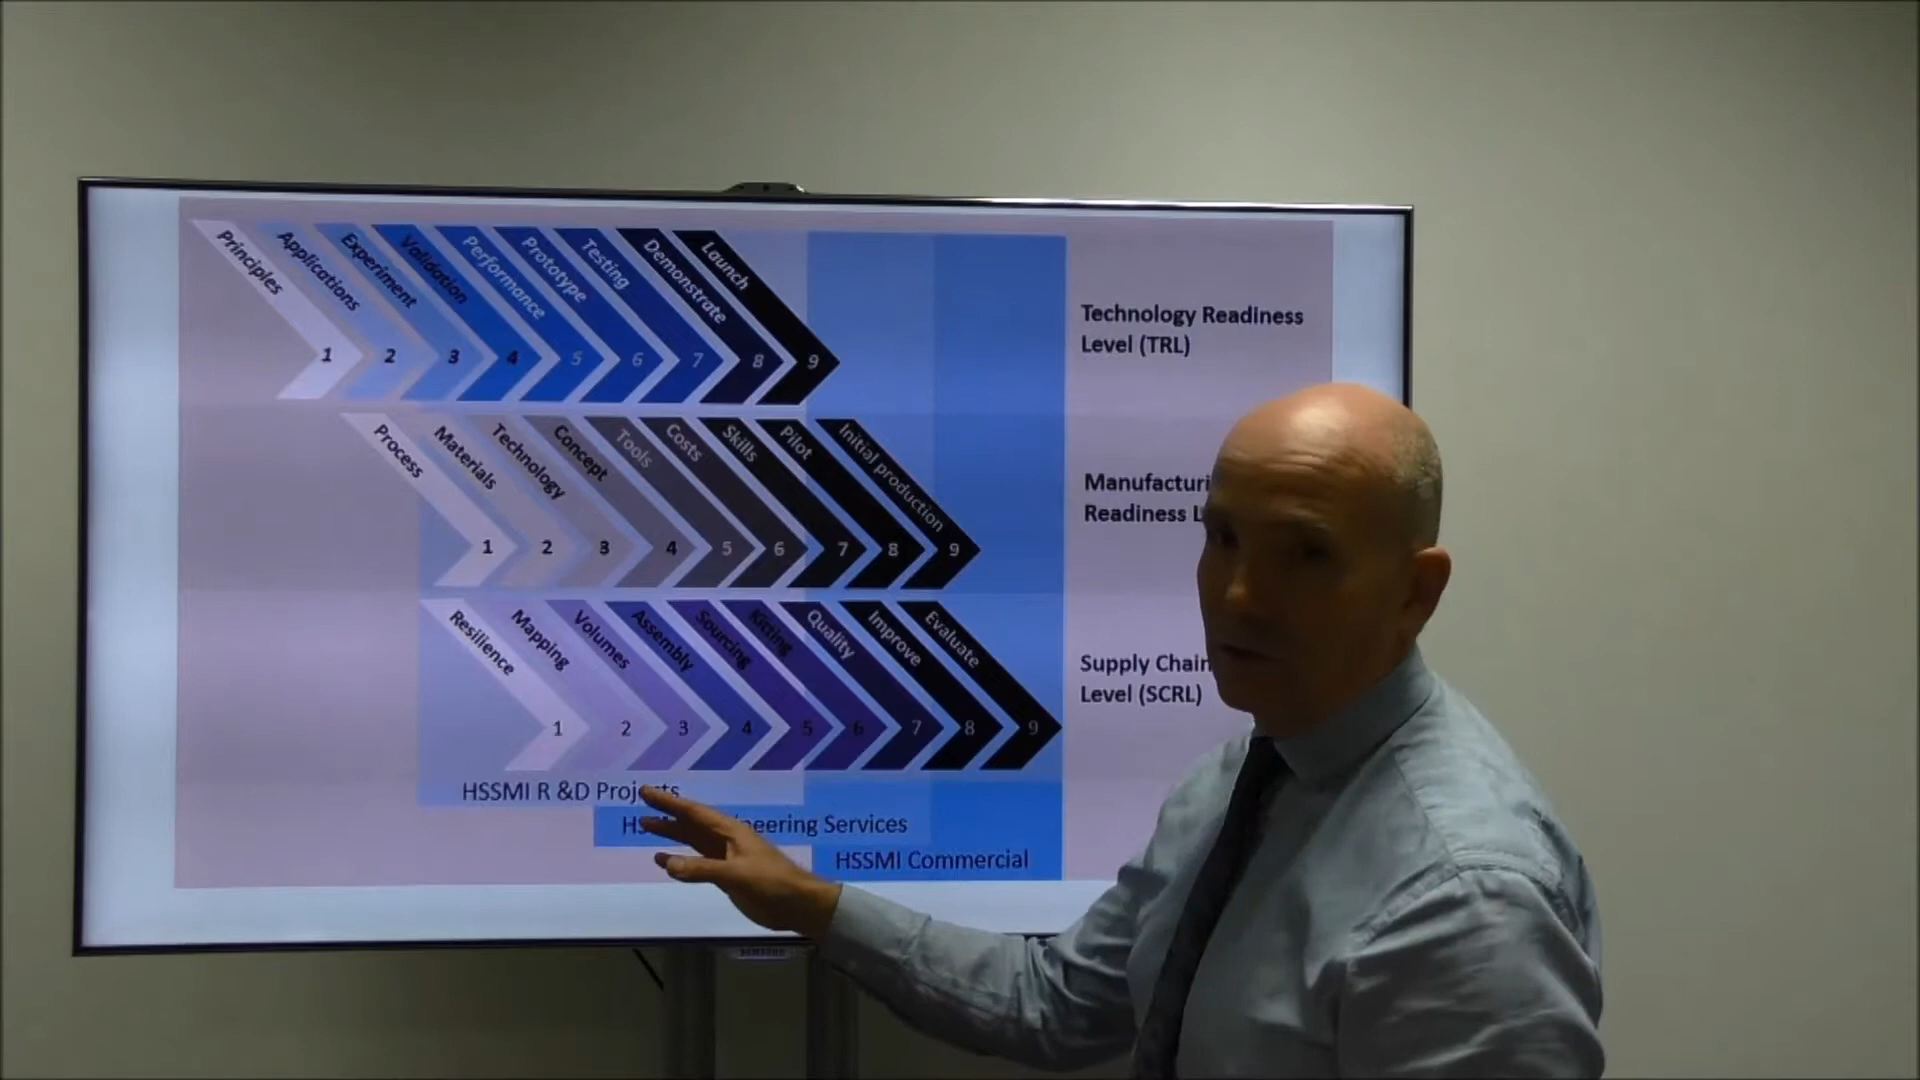 Principles
Applications
Experiment
Validation
Performance
Prototype
Testing
Demonstrate
Launch
1 2 3 4 5 6 7 8 9
Technology Readiness
Level (TRL)
Process
Materials
Technology
Concept
Tools
Costs
Skills
Pilot
Initial production
1 2 3 4 5 6 7 8 9
Manufacturi
Readiness L
Resilience
Mapping
Volumes
Assembly
Sourcing
Kitting
Quality
Improve
Evaluate
1 2 3 4 5 6 7 8 9
Supply Chain
Level (SCRL)
HSSMI R &D Projects
Services
HSSMI Commercial
SAMSUNG